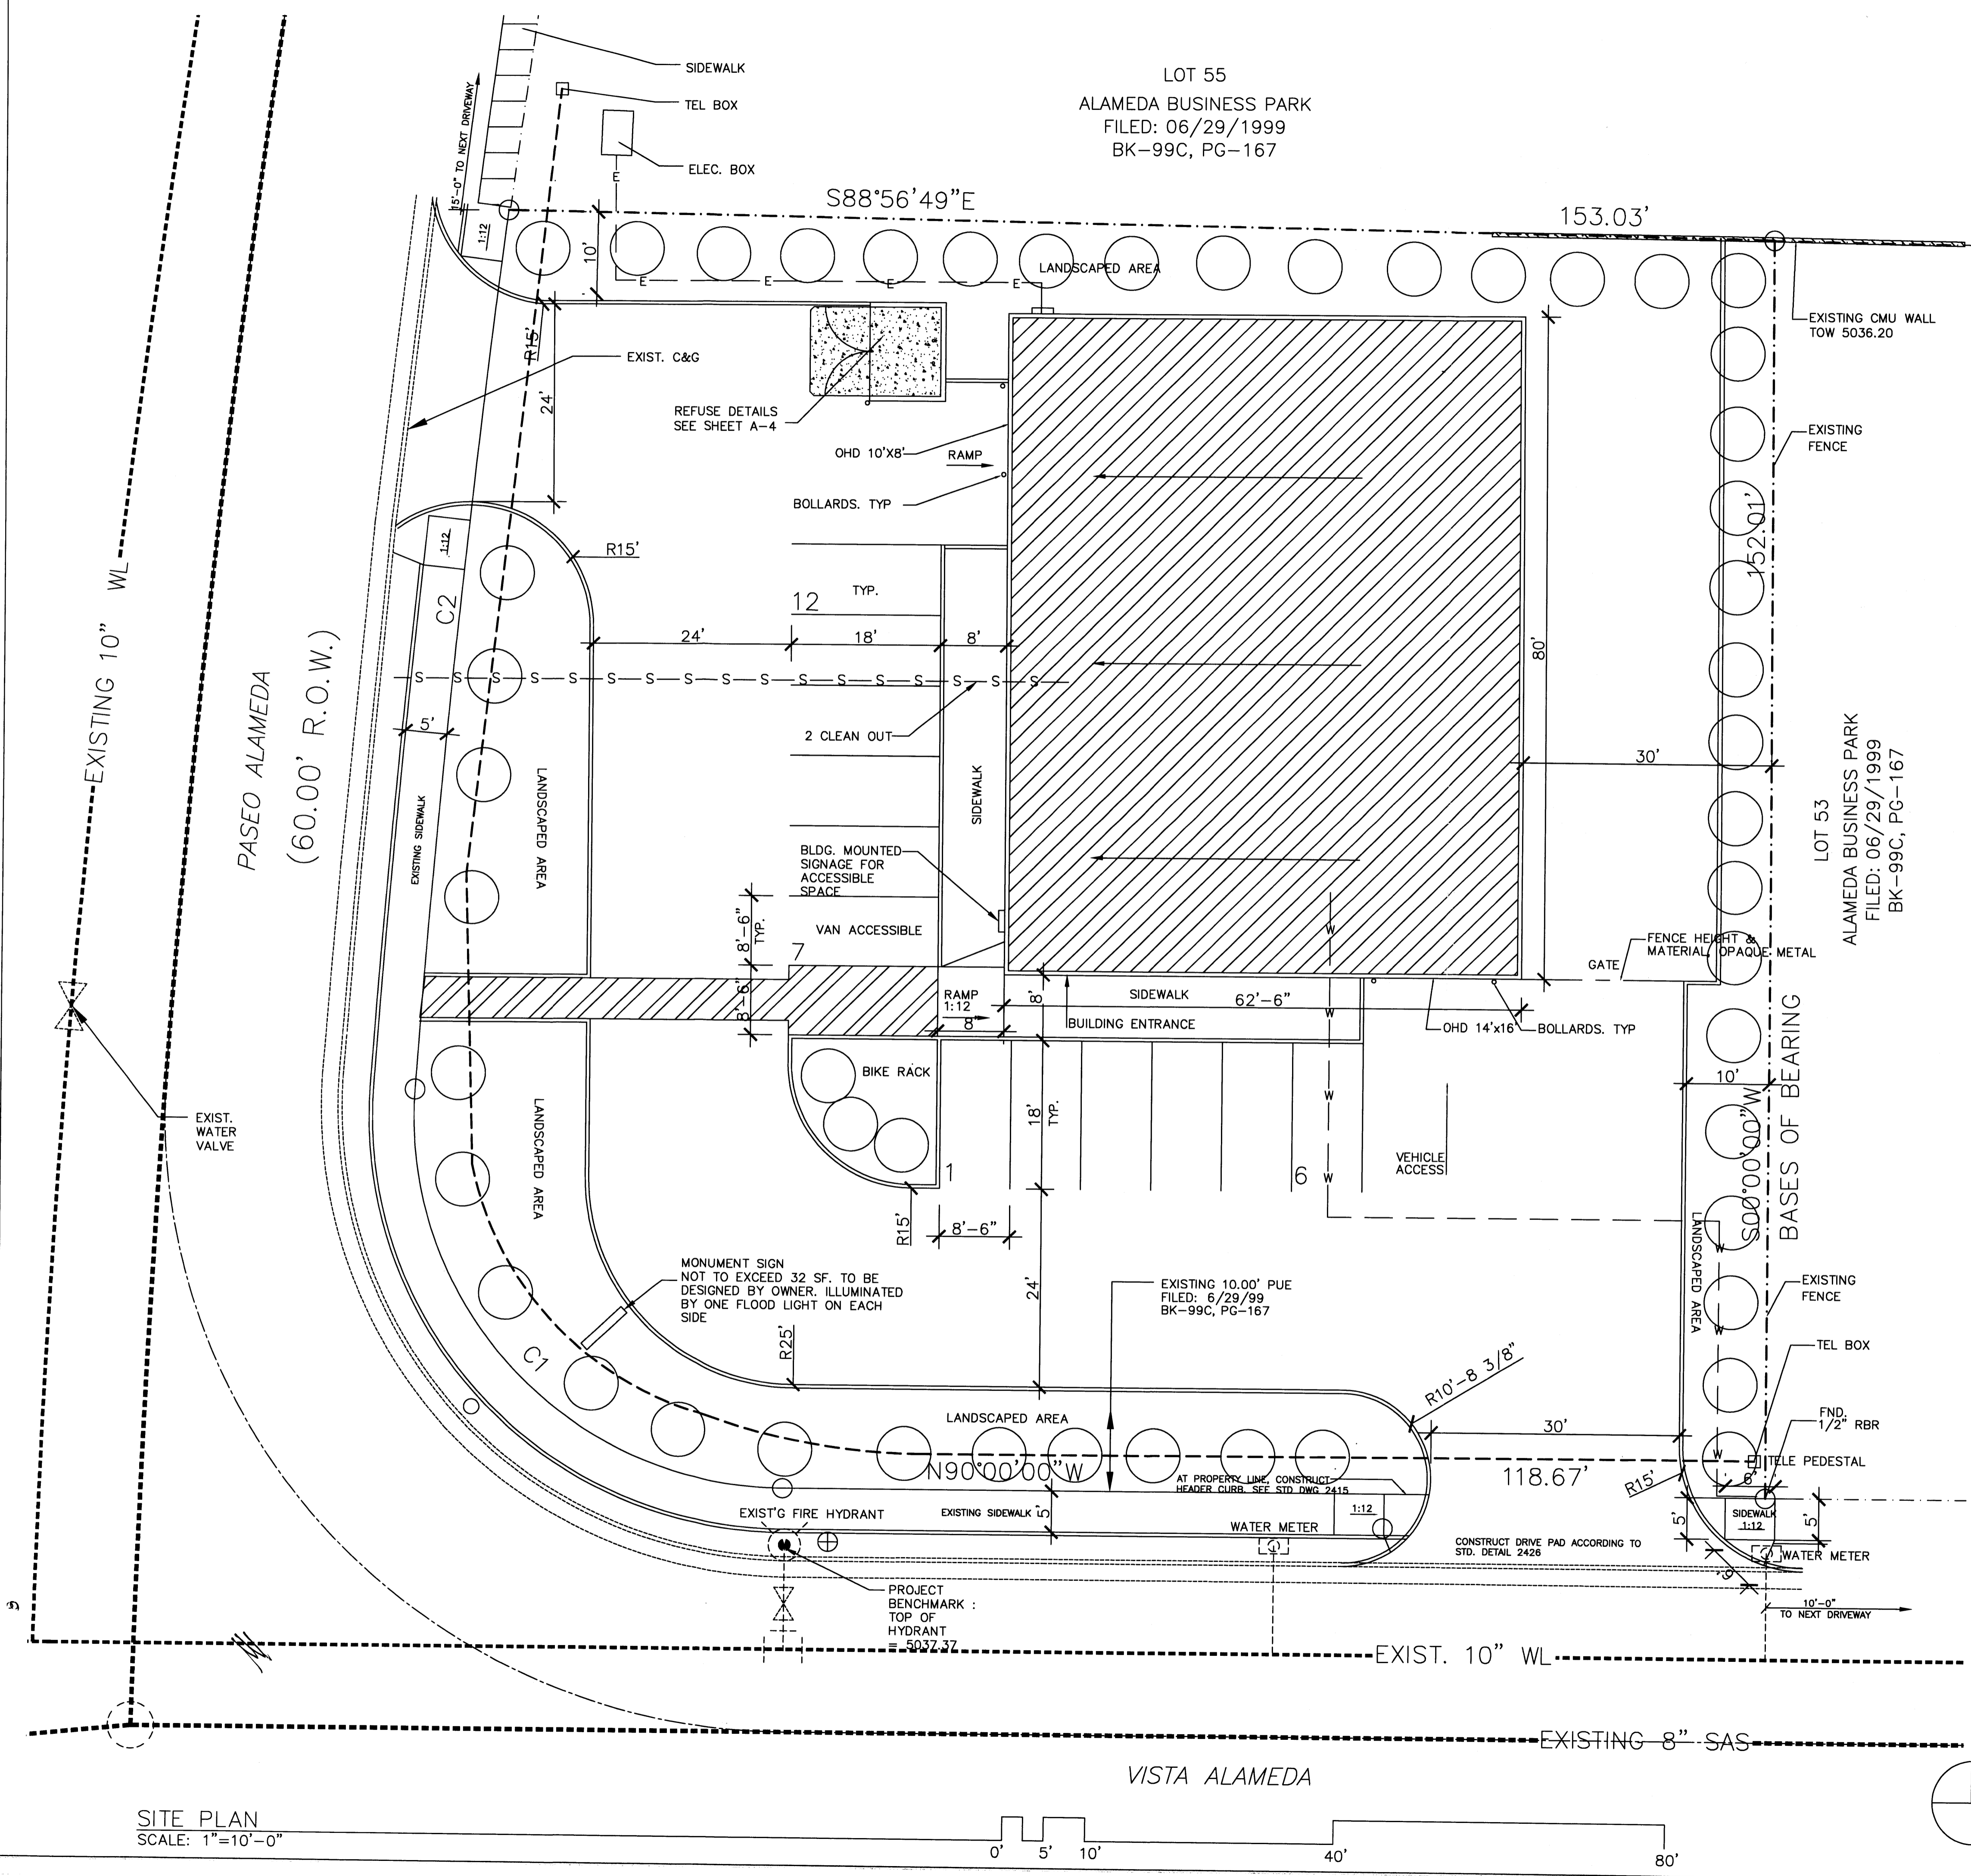 SIDEWALK
TEL BOX
ELEC. BOX
15'-0" TO NEXT DRIVEWAY
LOT 55
ALAMEDA BUSINESS PARK
FILED: 06/29/1999
BK-99C, PG-167
S88°56'49"E
153.03'
1:12
10'
E
E
E
E
E
LANDSCAPED AREA
EXISTING CMU WALL
TOW 5036.20
R15'
EXIST. C&G
24'
REFUSE DETAILS
SEE SHEET A-4
OHD 10'X8'
RAMP
BOLLARDS. TYP
EXISTING
FENCE
152.01'
1:12
R15'
C2
12
TYP.
24'
18'
8'
80'
S S S S S S S S S S S S S S S S S
EXISTING 10" WL
PASEO ALAMEDA
(60.00' R.O.W.)
5'
2 CLEAN OUT
30'
EXISTING SIDEWALK
LANDSCAPED AREA
SIDEWALK
LOT 53
ALAMEDA BUSINESS PARK
FILED: 06/29/1999
BK-99C, PG-167
BLDG. MOUNTED
SIGNAGE FOR
ACCESSIBLE
SPACE
8'-6"
TYP.
VAN ACCESSIBLE
7
W
FENCE HEIGHT &
MATERIAL, OPAQUE METAL
GATE
8'-6"
RAMP
1:12
8'
8'
SIDEWALK
62'-6"
BUILDING ENTRANCE
W
OHD 14'x16'
BOLLARDS. TYP
BIKE RACK
EXIST.
WATER
VALVE
LANDSCAPED AREA
18'
TYP.
W
10'
S00°00'00"W
BASES OF BEARING
1
6
W
VEHICLE
ACCESS
R15'
8'-6"
LANDSCAPED AREA
W
MONUMENT SIGN
NOT TO EXCEED 32 SF. TO BE
DESIGNED BY OWNER. ILLUMINATED
BY ONE FLOOD LIGHT ON EACH
SIDE
24'
EXISTING 10.00' PUE
FILED: 6/29/99
BK-99C, PG-167
EXISTING
FENCE
W
C1
R25'
R10'-8 3/8"
TEL BOX
FND.
1/2" RBR
LANDSCAPED AREA
30'
W
N90°00'00"W
118.67'
TELE PEDESTAL
R15'
6'
AT PROPERTY LINE, CONSTRUCT
HEADER CURB. SEE STD DWG 2415
EXIST'G FIRE HYDRANT
EXISTING SIDEWALK
5'
1:12
WATER METER
5'
SIDEWALK
1:12
5'
CONSTRUCT DRIVE PAD ACCORDING TO
STD. DETAIL 2426
WATER METER
6'
PROJECT
BENCHMARK :
TOP OF
HYDRANT
= 5037.37
10'-0"
TO NEXT DRIVEWAY
EXIST. 10" WL
EXISTING 8" SAS
VISTA ALAMEDA
SITE PLAN
SCALE: 1"=10'-0"
0' 5' 10' 40' 80'